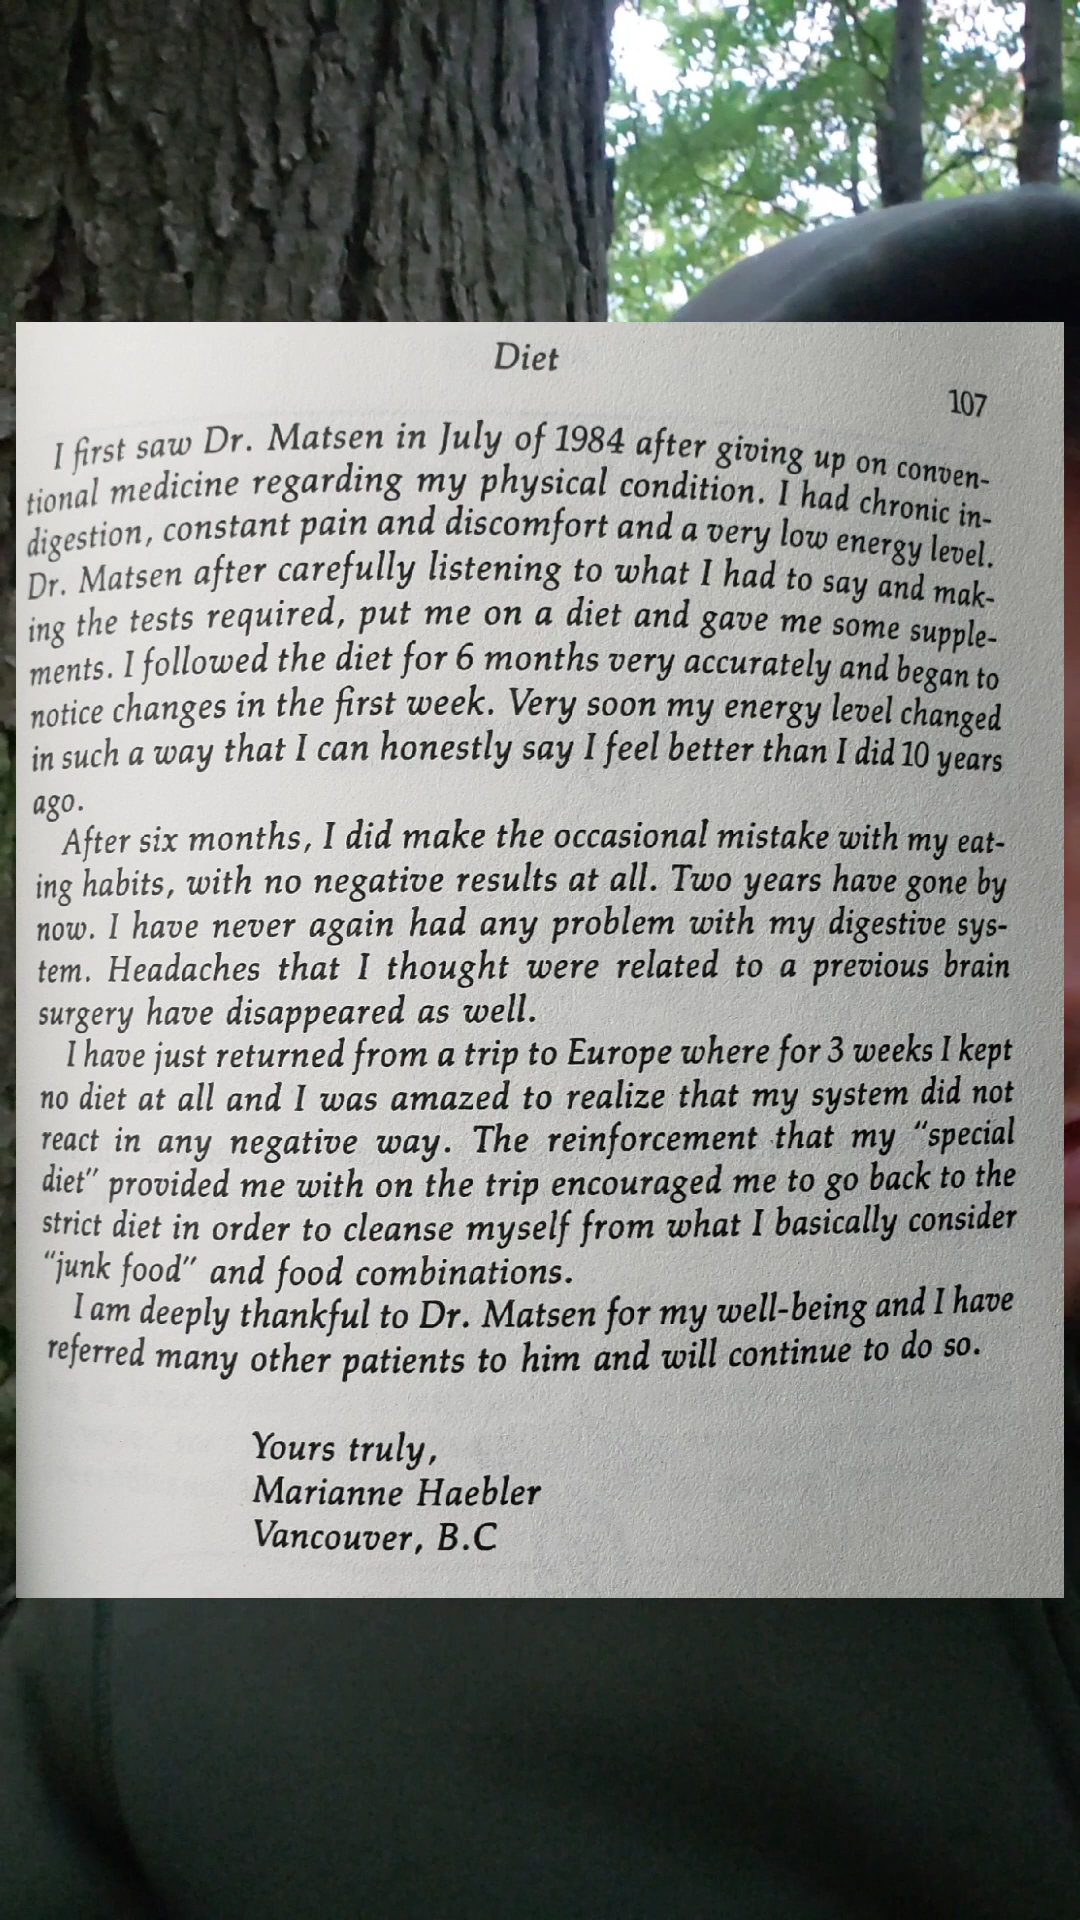 Diet
107
I first saw Dr. Matsen in July of 1984 after giving up on conven-
tional medicine regarding my physical condition. I had chronic in-
digestion, constant pain and discomfort and a very low energy level.
Dr. Matsen after carefully listening to what I had to say and mak-
ing the tests required, put me on a diet and gave me some supple-
ments. I followed the diet for 6 months very accurately and began to
notice changes in the first week. Very soon my energy level changed
in such a way that I can honestly say I feel better than I did 10 years
ago.
After six months, I did make the occasional mistake with my eat-
ing habits, with no negative results at all. Two years have gone by
now. I have never again had any problem with my digestive sys-
tem. Headaches that I thought were related to a previous brain
surgery have disappeared as well.
I have just returned from a trip to Europe where for 3 weeks I kept
no diet at all and I was amazed to realize that my system did not
react in any negative way. The reinforcement that my “special
diet” provided me with on the trip encouraged me to go back to the
strict diet in order to cleanse myself from what I basically consider
“junk food” and food combinations.
I am deeply thankful to Dr. Matsen for my well-being and I have
referred many other patients to him and will continue to do so.
Yours truly,
Marianne Haebler
Vancouver, B.C